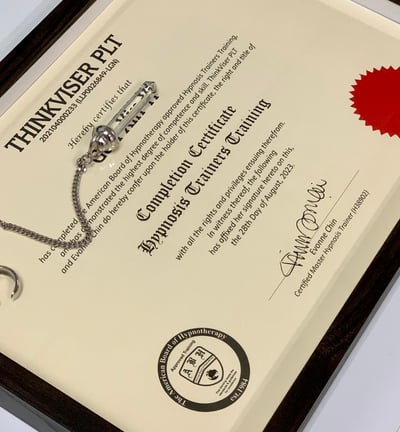 THINKVISER PLT
202104000233 (LLP0026849-LGN)
Hereby certifies that
has completed American Board of Hypnotherapy approved Hypnosis Trainers Training,
and has demonstrated the highest degree of competence and skill. ThinkViser PLT
and Chin do hereby confer upon the holder of this certificate, the right and title of
Completion Certificate
Hypnosis Trainers Training
with all the rights and privileges ensuing therefrom.
In witness thereof, the following
has affixed her signature hereto on this,
the 28th Day of August, 2023.
Evonne Chin
Certified Master Hypnosis Trainer (H38902)
The American Board of Hypnotherapy
Approved Training
ABH